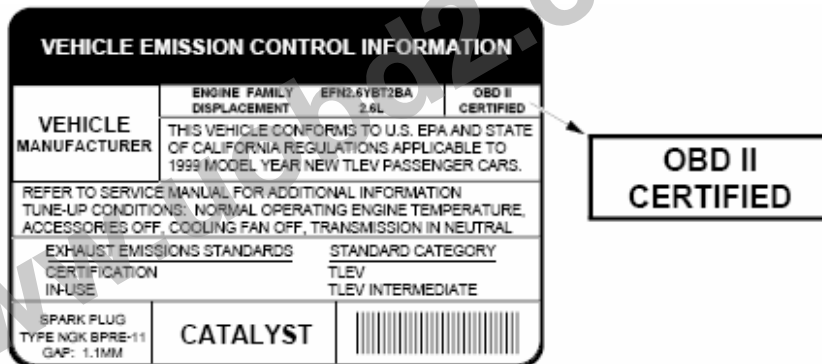 VEHICLE EMISSION CONTROL INFORMATION
VEHICLE
MANUFACTURER
ENGINE FAMILY EFN2.6YBT2BA
DISPLACEMENT 2.6L
OBD II
CERTIFIED
THIS VEHICLE CONFORMS TO U.S. EPA AND STATE
OF CALIFORNIA REGULATIONS APPLICABLE TO
1999 MODEL YEAR NEW TLEV PASSENGER CARS.
REFER TO SERVICE MANUAL FOR ADDITIONAL INFORMATION
TUNE-UP CONDITIONS: NORMAL OPERATING ENGINE TEMPERATURE,
ACCESSORIES OFF, COOLING FAN OFF, TRANSMISSION IN NEUTRAL
EXHAUST EMISSIONS STANDARDS STANDARD CATEGORY
CERTIFICATION TLEV
IN-USE TLEV INTERMEDIATE
SPARK PLUG
TYPE NGK BPRE-11
GAP: 1.1MM
CATALYST
OBD II
CERTIFIED